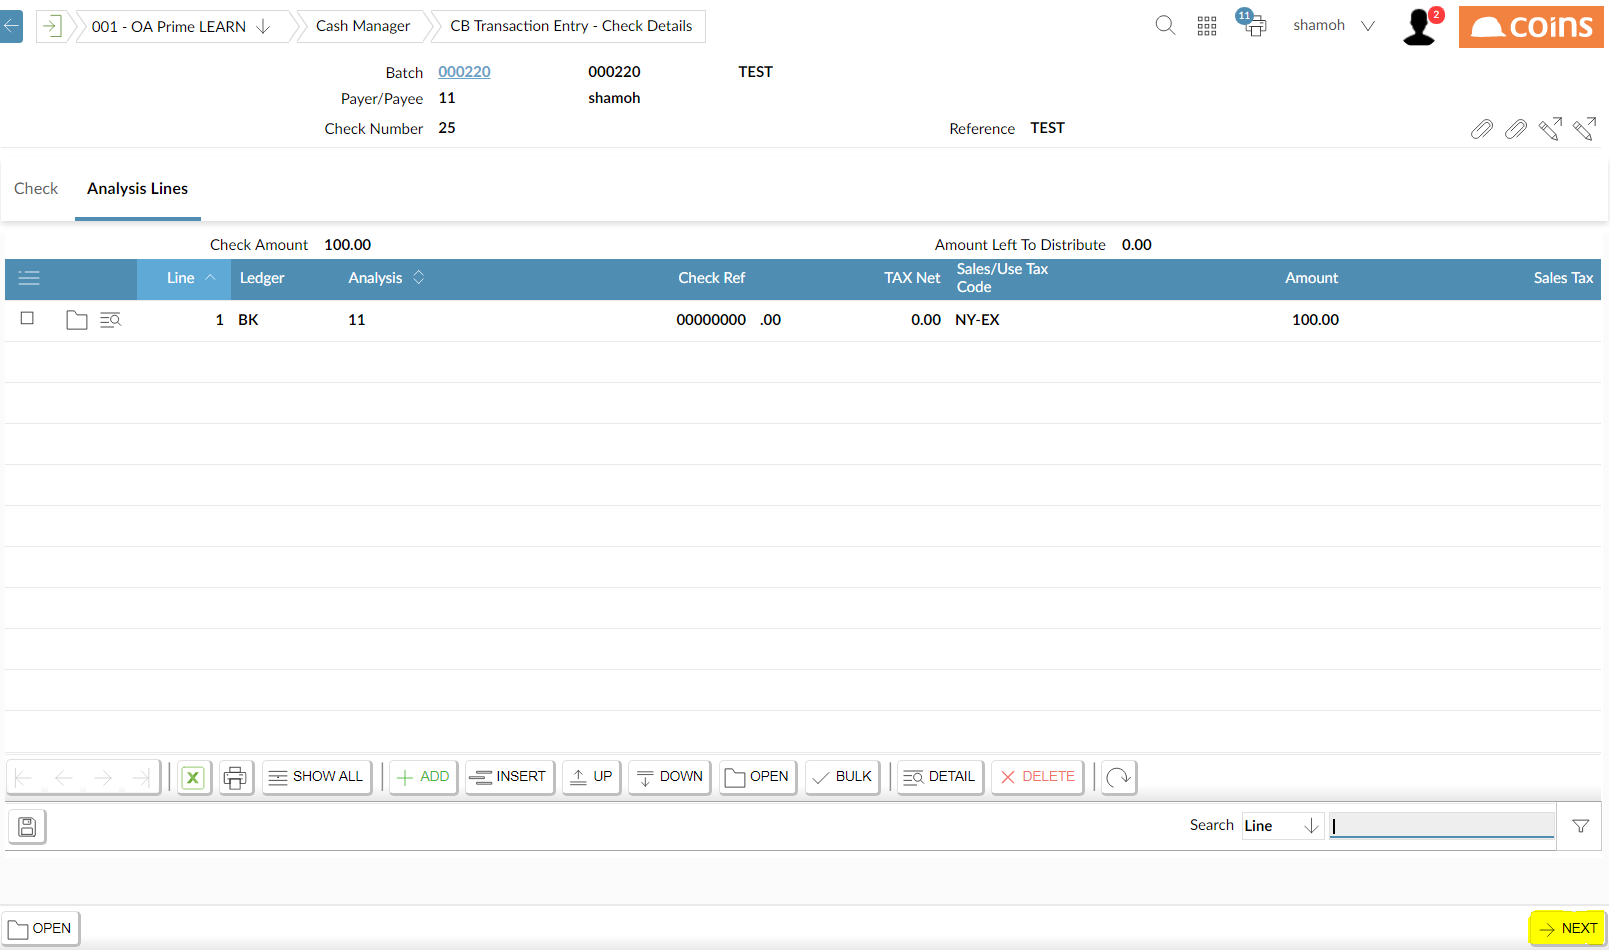 001 - OA Prime LEARN
Cash Manager
CB Transaction Entry - Check Details
11
shamoh
2
coins
Batch 000220 000220 TEST
Payer/Payee 11 shamoh
Check Number 25 Reference TEST
Check Analysis Lines
Check Amount 100.00 Amount Left To Distribute 0.00
Line Ledger Analysis Check Ref TAX Net Sales/Use Tax Code Amount Sales Tax
1 BK 11 00000000 .00 0.00 NY-EX 100.00
X SHOW ALL ADD INSERT UP DOWN OPEN BULK DETAIL DELETE
Search Line
OPEN NEXT